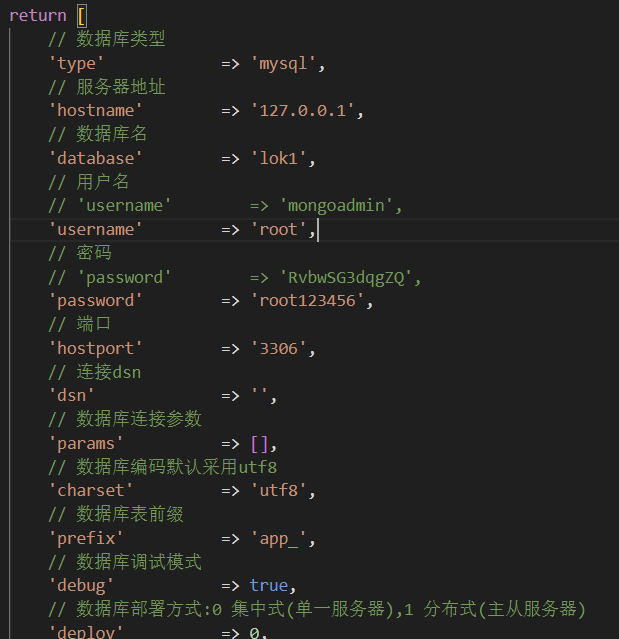 return [
    // 数据库类型
    'type'            => 'mysql',
    // 服务器地址
    'hostname'        => '127.0.0.1',
    // 数据库名
    'database'        => 'lok1',
    // 用户名
    // 'username'        => 'mongoadmin',
    'username'        => 'root',
    // 密码
    // 'password'        => 'RvbwSG3dqgZQ',
    'password'        => 'root123456',
    // 端口
    'hostport'        => '3306',
    // 连接dsn
    'dsn'             => '',
    // 数据库连接参数
    'params'          => [],
    // 数据库编码默认采用utf8
    'charset'         => 'utf8',
    // 数据库表前缀
    'prefix'          => 'app_',
    // 数据库调试模式
    'debug'           => true,
    // 数据库部署方式:0 集中式(单一服务器),1 分布式(主从服务器)
    'deploy'          => 0,